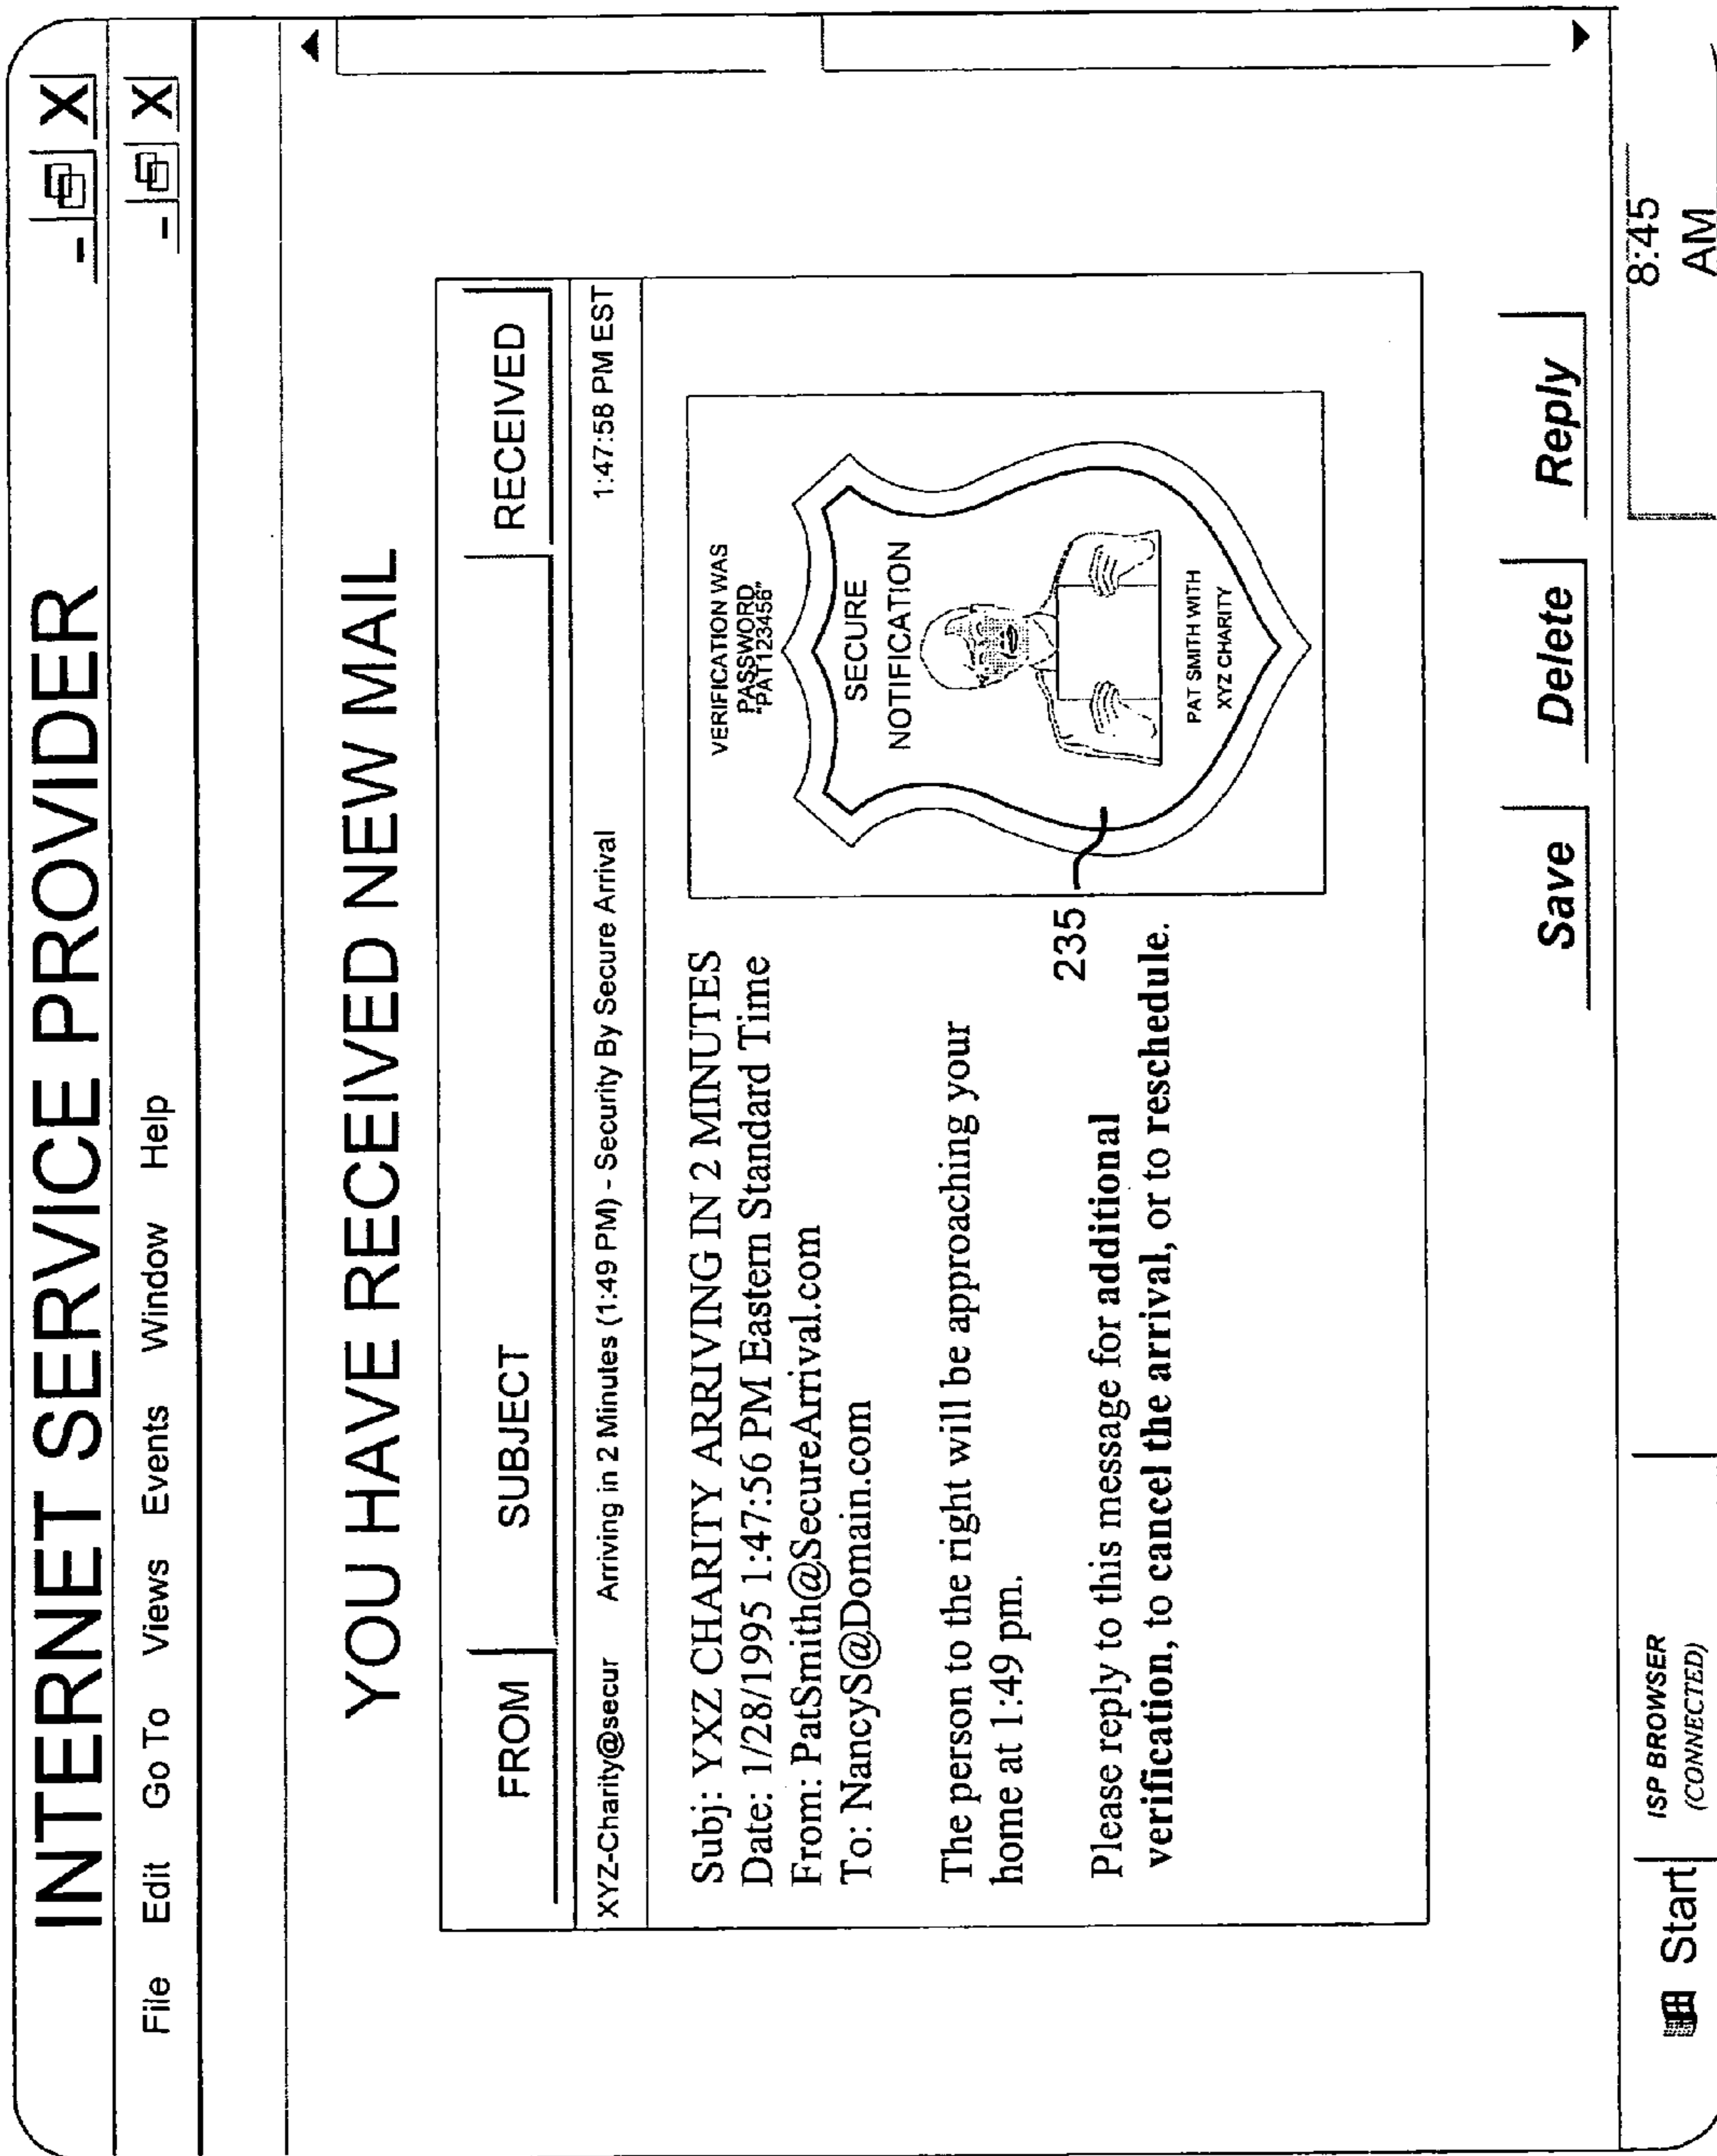 INTERNET SERVICE PROVIDER
_ X
File Edit Go To Views Events Window Help
_ X
YOU HAVE RECEIVED NEW MAIL
FROM SUBJECT RECEIVED
XYZ-Charity@secur Arriving in 2 Minutes (1:49 PM) - Security By Secure Arrival 1:47:58 PM EST
Subj: YXZ CHARITY ARRIVING IN 2 MINUTES
Date: 1/28/1995 1:47:56 PM Eastern Standard Time
From: PatSmith@SecureArrival.com
To: NancyS@Domain.com
The person to the right will be approaching your
home at 1:49 pm.
Please reply to this message for additional
verification, to cancel the arrival, or to reschedule.
235
VERIFICATION WAS
PASSWORD
"PAT123456"
SECURE
NOTIFICATION
PAT SMITH WITH
XYZ CHARITY
Save Delete Reply
Start
ISP BROWSER
(CONNECTED)
8:45
AM